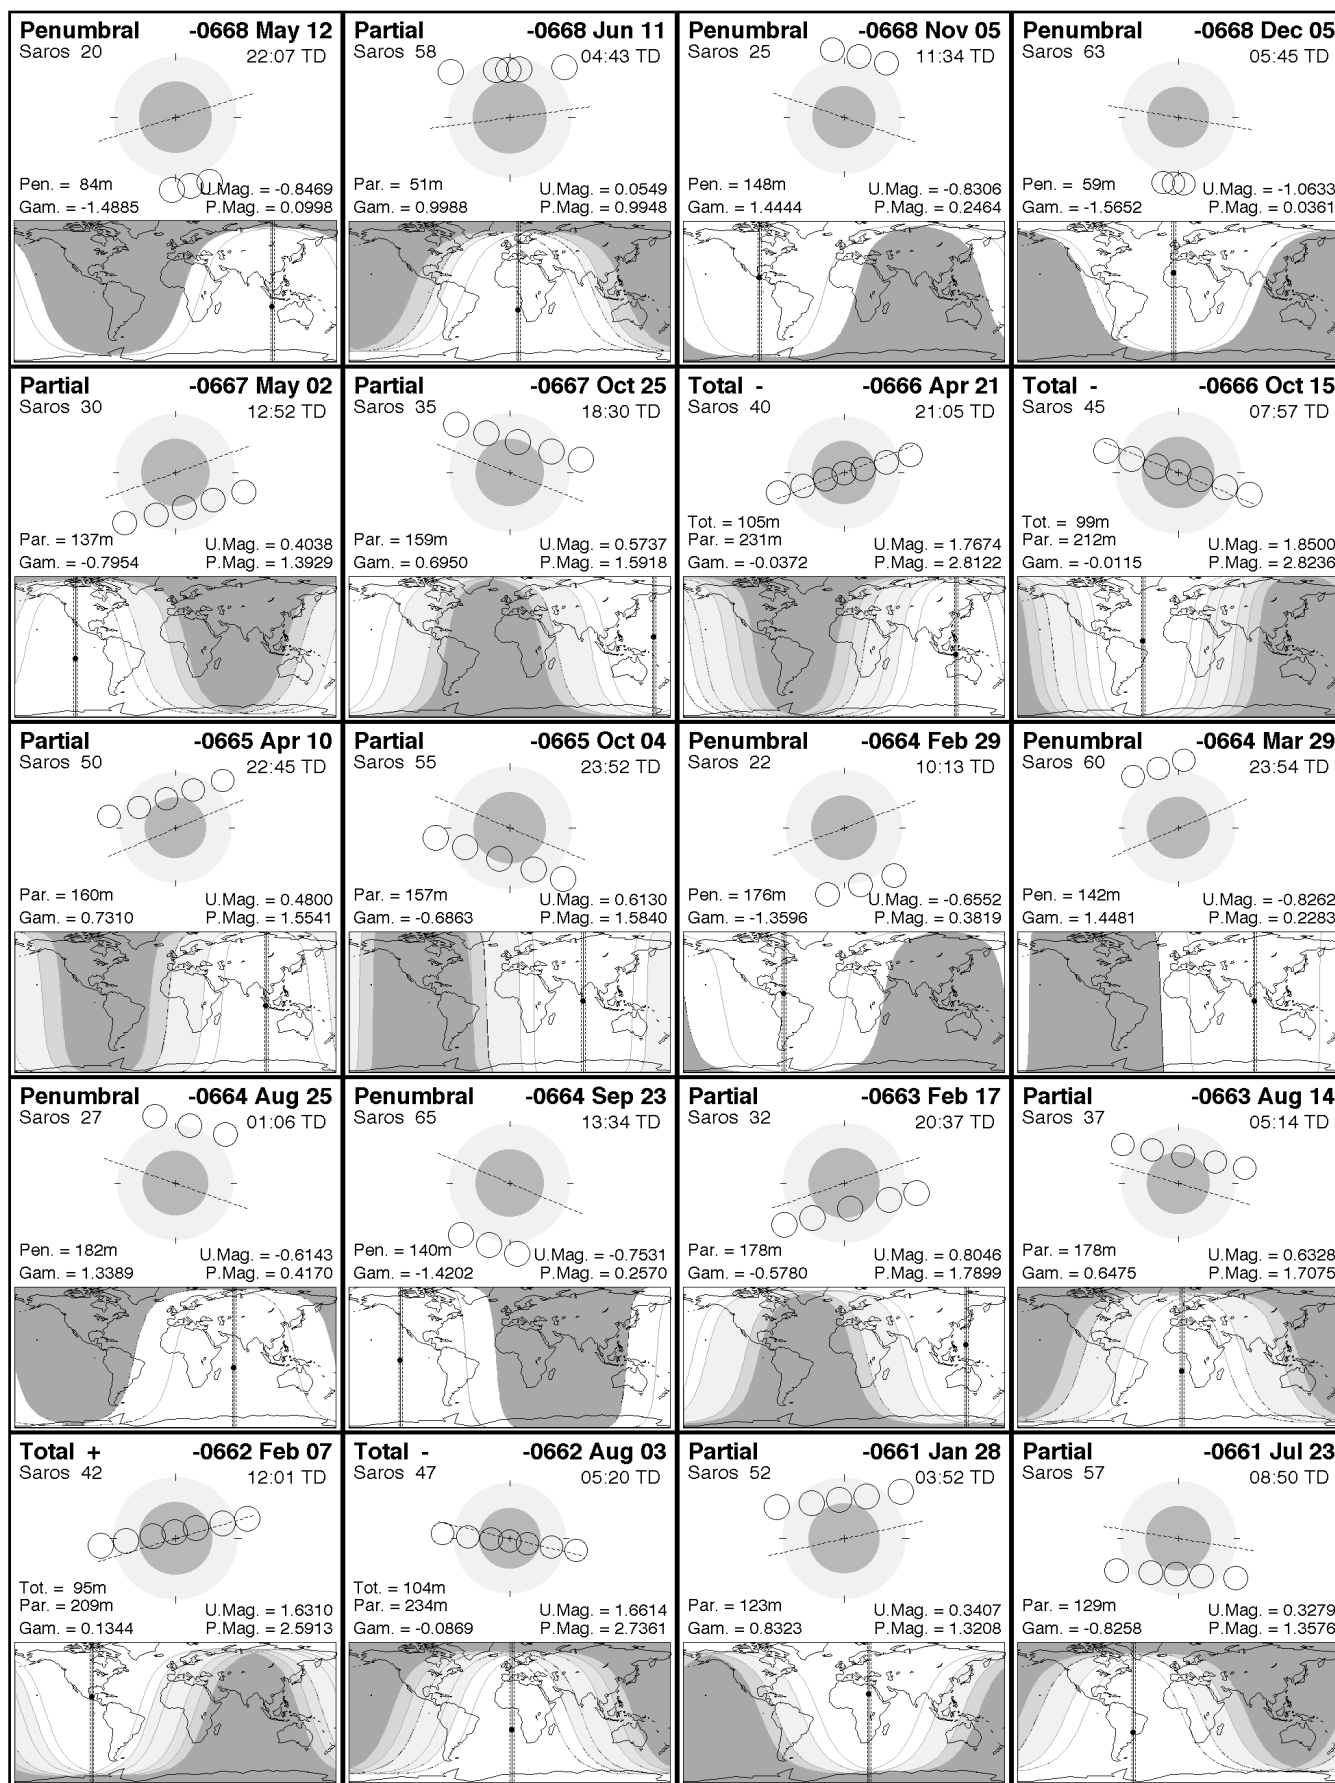 Penumbral -0668 May 12
Saros 20 22:07 TD
Pen. = 84m U.Mag. = -0.8469
Gam. = -1.4885 P.Mag. = 0.0998
Partial -0668 Jun 11
Saros 58 04:43 TD
Par. = 51m U.Mag. = 0.0549
Gam. = 0.9988 P.Mag. = 0.9948
Penumbral -0668 Nov 05
Saros 25 11:34 TD
Pen. = 148m U.Mag. = -0.8306
Gam. = 1.4444 P.Mag. = 0.2464
Penumbral -0668 Dec 05
Saros 63 05:45 TD
Pen. = 59m U.Mag. = -1.0633
Gam. = -1.5652 P.Mag. = 0.0361
Partial -0667 May 02
Saros 30 12:52 TD
Par. = 137m U.Mag. = 0.4038
Gam. = -0.7954 P.Mag. = 1.3929
Partial -0667 Oct 25
Saros 35 18:30 TD
Par. = 159m U.Mag. = 0.5737
Gam. = 0.6950 P.Mag. = 1.5918
Total - -0666 Apr 21
Saros 40 21:05 TD
Tot. = 105m
Par. = 231m U.Mag. = 1.7674
Gam. = -0.0372 P.Mag. = 2.8122
Total - -0666 Oct 15
Saros 45 07:57 TD
Tot. = 99m
Par. = 212m U.Mag. = 1.8500
Gam. = -0.0115 P.Mag. = 2.8236
Partial -0665 Apr 10
Saros 50 22:45 TD
Par. = 160m U.Mag. = 0.4800
Gam. = 0.7310 P.Mag. = 1.5541
Partial -0665 Oct 04
Saros 55 23:52 TD
Par. = 157m U.Mag. = 0.6130
Gam. = -0.6863 P.Mag. = 1.5840
Penumbral -0664 Feb 29
Saros 22 10:13 TD
Pen. = 176m U.Mag. = -0.6552
Gam. = -1.3596 P.Mag. = 0.3819
Penumbral -0664 Mar 29
Saros 60 23:54 TD
Pen. = 142m U.Mag. = -0.8262
Gam. = 1.4481 P.Mag. = 0.2283
Penumbral -0664 Aug 25
Saros 27 01:06 TD
Pen. = 182m U.Mag. = -0.6143
Gam. = 1.3389 P.Mag. = 0.4170
Penumbral -0664 Sep 23
Saros 65 13:34 TD
Pen. = 140m U.Mag. = -0.7531
Gam. = -1.4202 P.Mag. = 0.2570
Partial -0663 Feb 17
Saros 32 20:37 TD
Par. = 178m U.Mag. = 0.8046
Gam. = -0.5780 P.Mag. = 1.7899
Partial -0663 Aug 14
Saros 37 05:14 TD
Par. = 178m U.Mag. = 0.6328
Gam. = 0.6475 P.Mag. = 1.7075
Total + -0662 Feb 07
Saros 42 12:01 TD
Tot. = 95m
Par. = 209m U.Mag. = 1.6310
Gam. = 0.1344 P.Mag. = 2.5913
Total - -0662 Aug 03
Saros 47 05:20 TD
Tot. = 104m
Par. = 234m U.Mag. = 1.6614
Gam. = -0.0869 P.Mag. = 2.7361
Partial -0661 Jan 28
Saros 52 03:52 TD
Par. = 123m U.Mag. = 0.3407
Gam. = 0.8323 P.Mag. = 1.3208
Partial -0661 Jul 23
Saros 57 08:50 TD
Par. = 129m U.Mag. = 0.3279
Gam. = -0.8258 P.Mag. = 1.3576